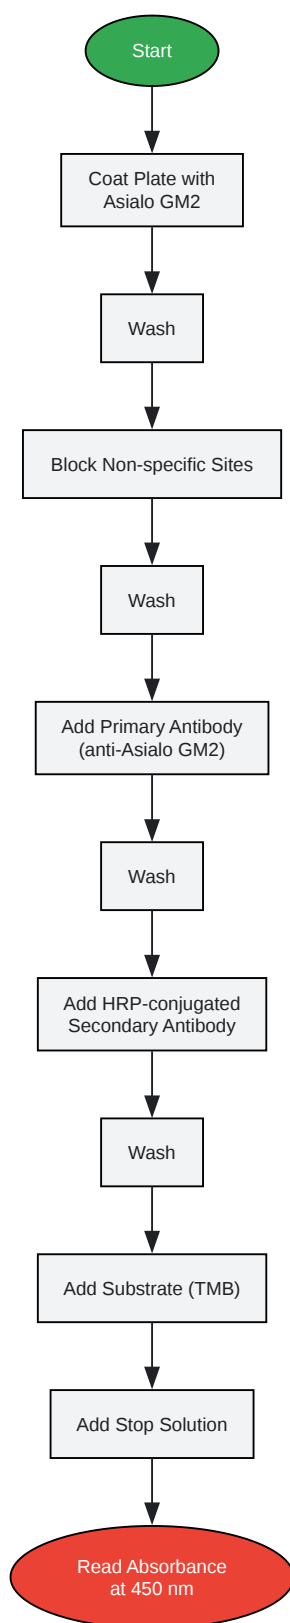 Start
Coat Plate with
Asialo GM2
Wash
Block Non-specific Sites
Wash
Add Primary Antibody
(anti-Asialo GM2)
Wash
Add HRP-conjugated
Secondary Antibody
Wash
Add Substrate (TMB)
Add Stop Solution
Read Absorbance
at 450 nm